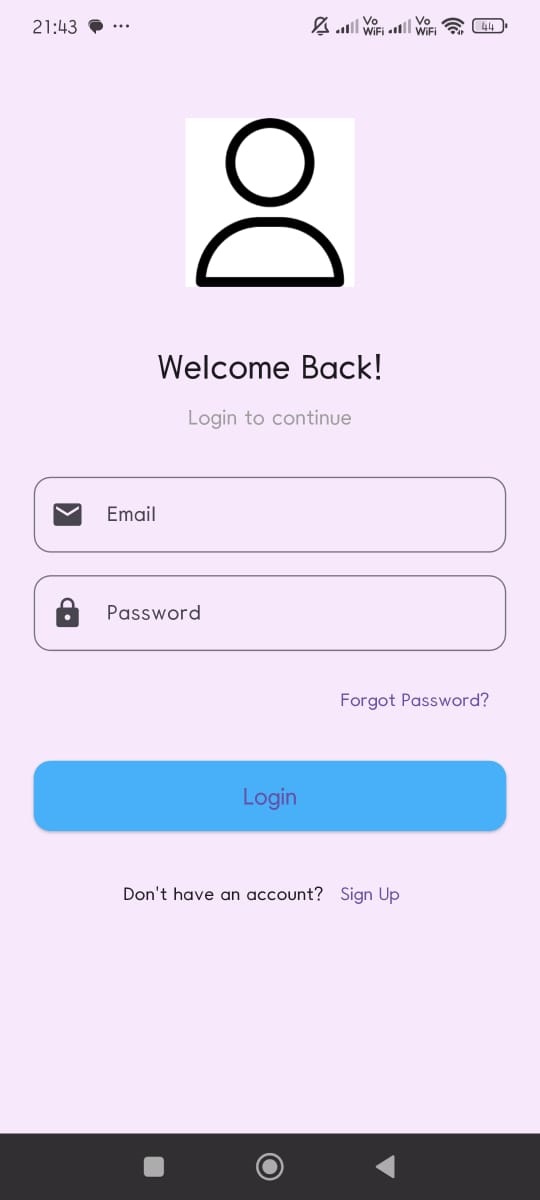 21:43 ... Vo WiFi Vo WiFi 44
Welcome Back!
Login to continue
Email
Password
Forgot Password?
Login
Don't have an account? Sign Up